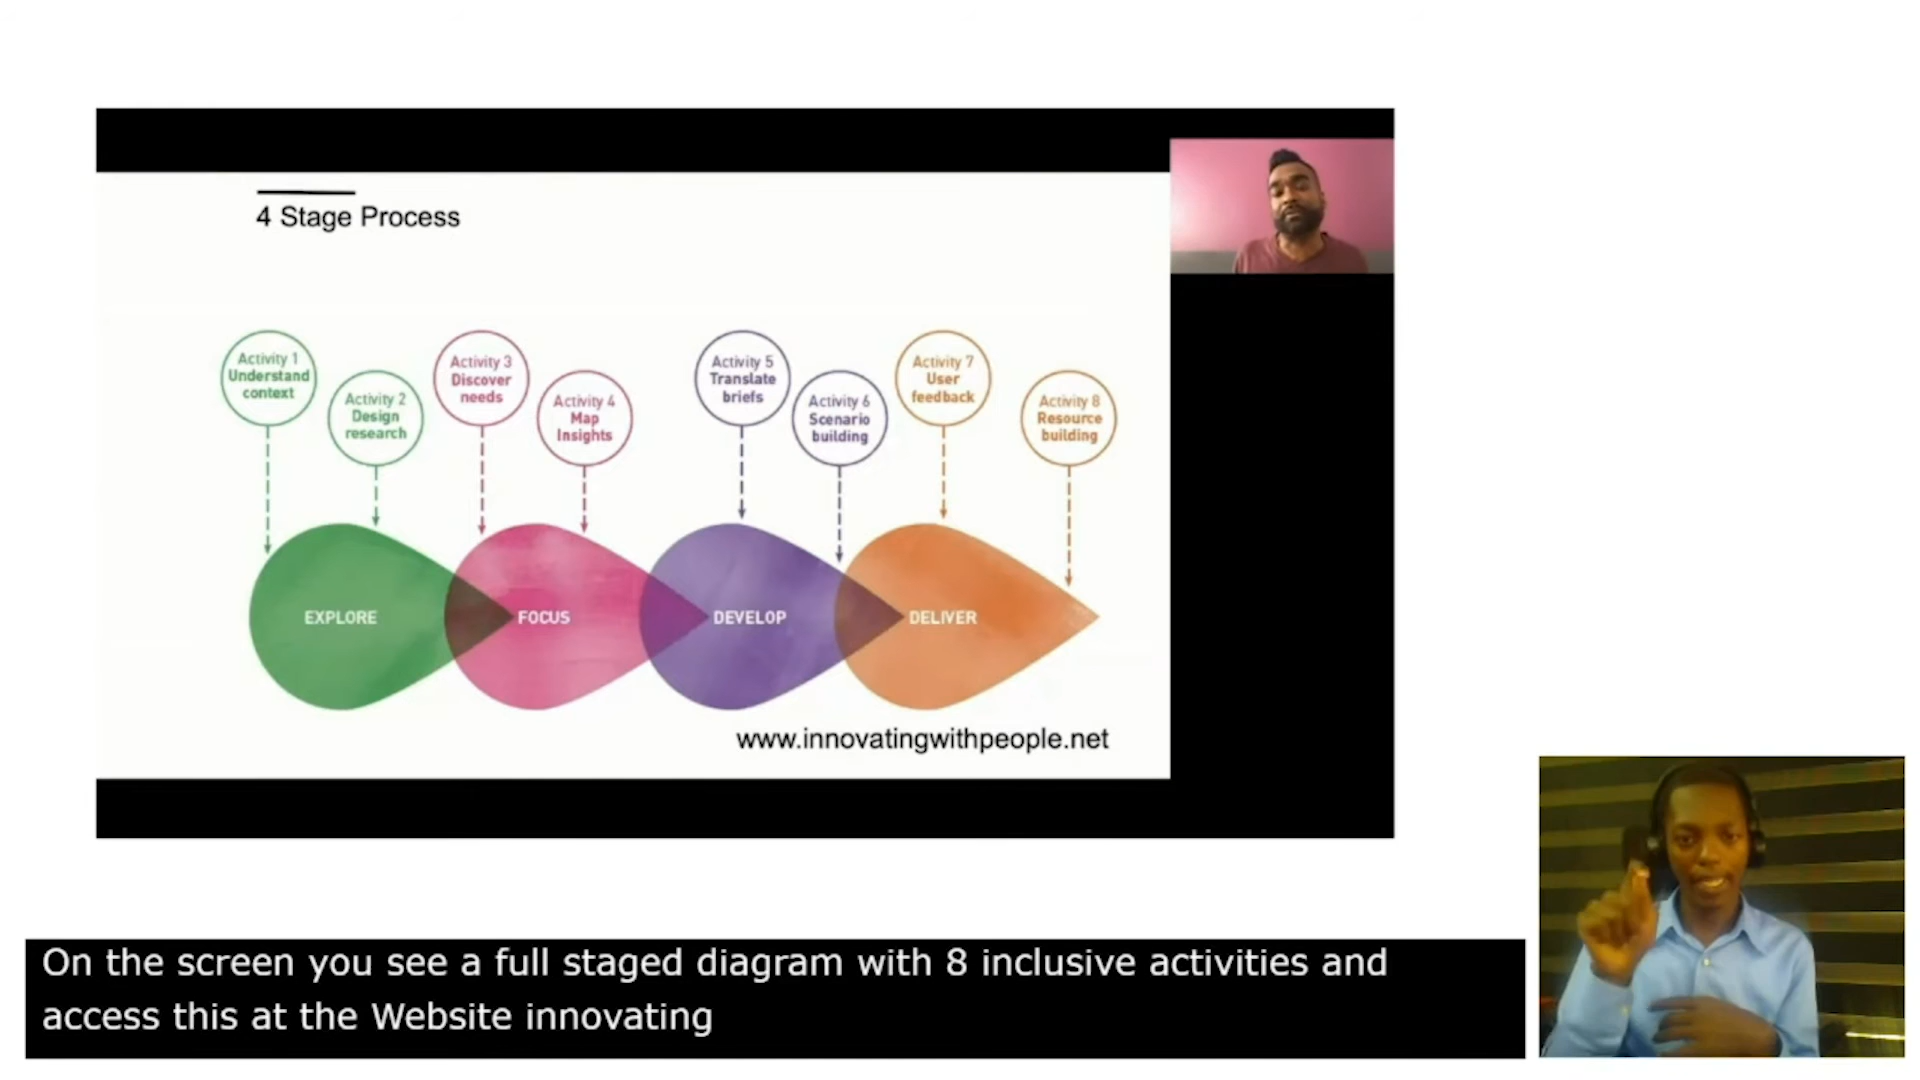 4 Stage Process
Activity 1
Understand
context
Activity 2
Design
research
Activity 3
Discover
needs
Activity 4
Map
Insights
Activity 5
Translate
briefs
Activity 6
Scenario
building
Activity 7
User
feedback
Activity 8
Resource
building
EXPLORE
FOCUS
DEVELOP
DELIVER
www.innovatingwithpeople.net
On the screen you see a full staged diagram with 8 inclusive activities and
access this at the Website innovating